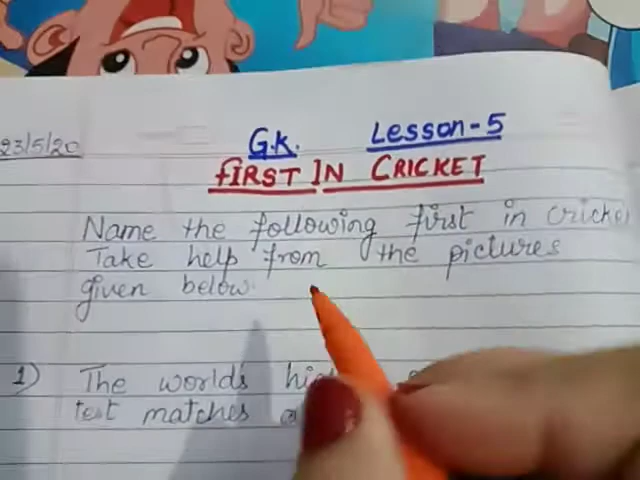 23/5/20
G.K. Lesson-5
FIRST IN CRICKET
Name the following first in
Take help from the pictures
given below.
1) The world's
test matches